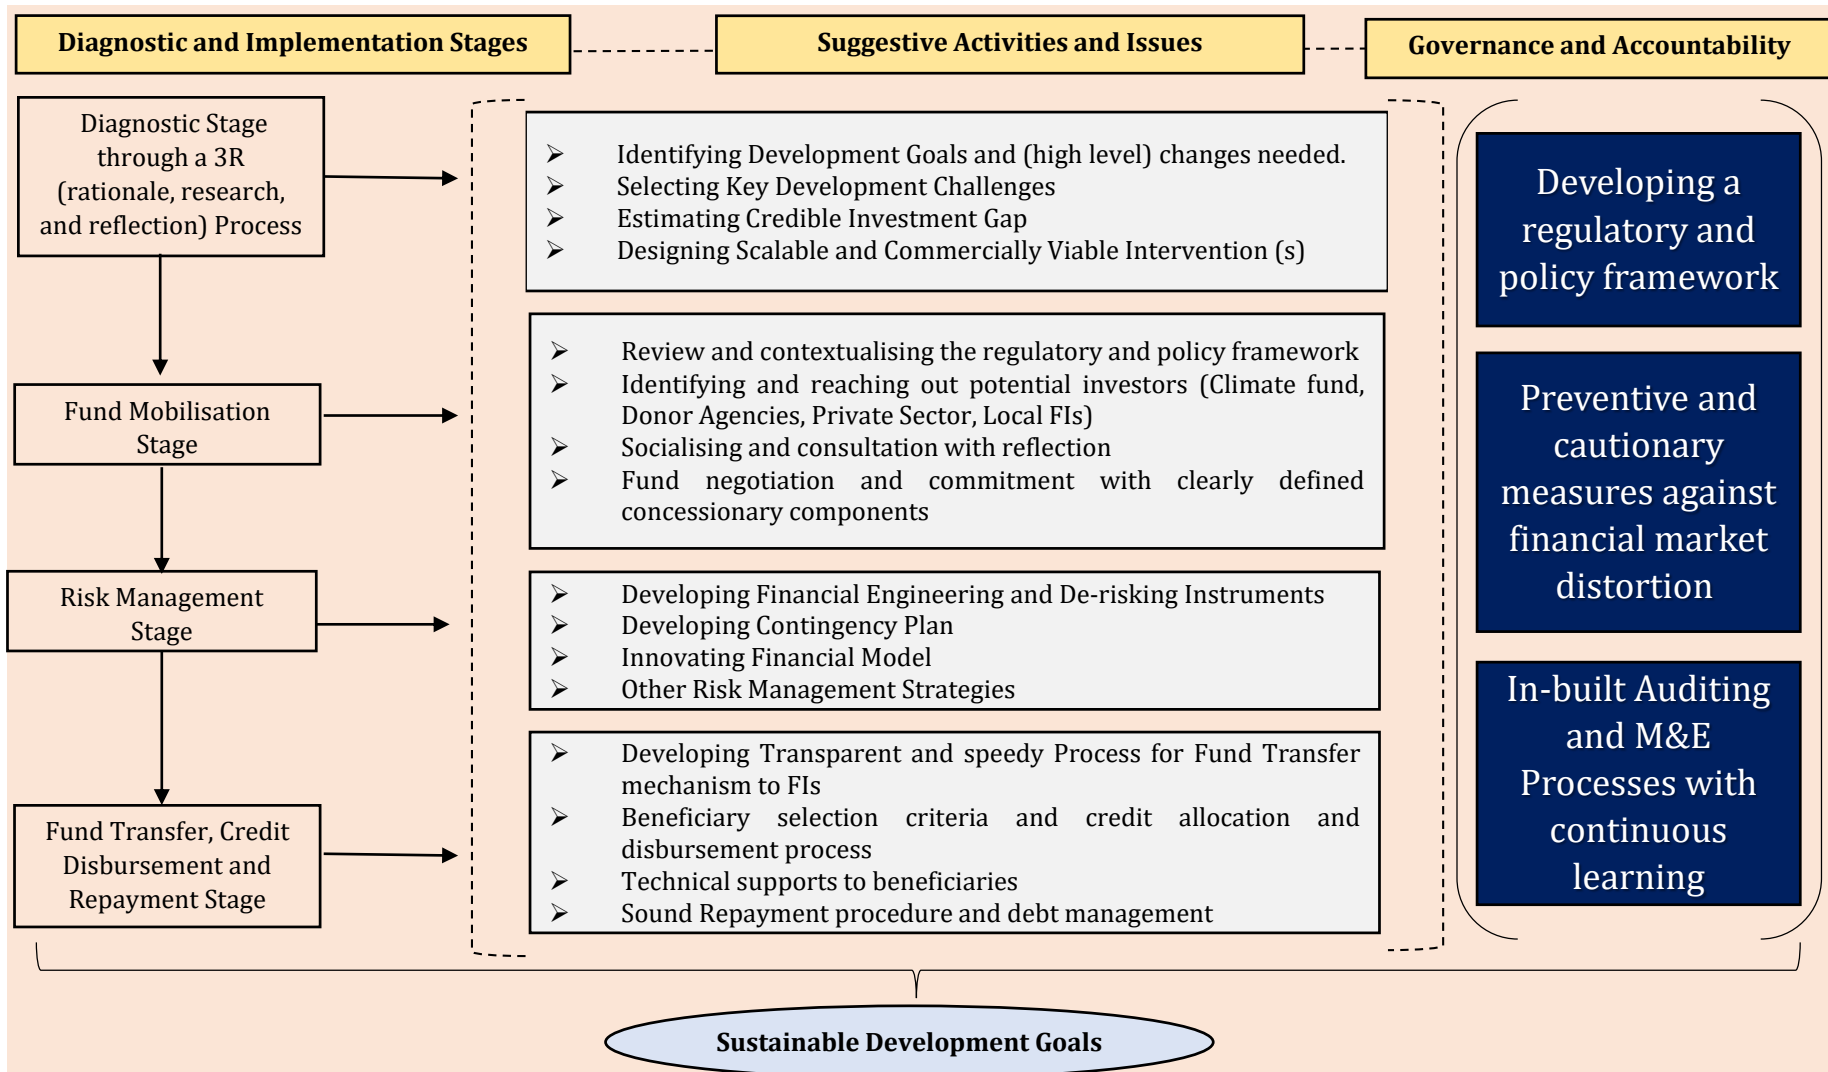 Diagnostic and Implementation Stages
Suggestive Activities and Issues
Governance and Accountability
Diagnostic Stage
through a 3R
(rationale, research,
and reflection) Process
➢ Identifying Development Goals and (high level) changes needed.
➢ Selecting Key Development Challenges
➢ Estimating Credible Investment Gap
➢ Designing Scalable and Commercially Viable Intervention (s)
Fund Mobilisation
Stage
➢ Review and contextualising the regulatory and policy framework
➢ Identifying and reaching out potential investors (Climate fund,
Donor Agencies, Private Sector, Local FIs)
➢ Socialising and consultation with reflection
➢ Fund negotiation and commitment with clearly defined
concessionary components
Risk Management
Stage
➢ Developing Financial Engineering and De-risking Instruments
➢ Developing Contingency Plan
➢ Innovating Financial Model
➢ Other Risk Management Strategies
Fund Transfer, Credit
Disbursement and
Repayment Stage
➢ Developing Transparent and speedy Process for Fund Transfer
mechanism to FIs
➢ Beneficiary selection criteria and credit allocation and
disbursement process
➢ Technical supports to beneficiaries
➢ Sound Repayment procedure and debt management
Developing a
regulatory and
policy framework
Preventive and
cautionary
measures against
financial market
distortion
In-built Auditing
and M&E
Processes with
continuous
learning
Sustainable Development Goals